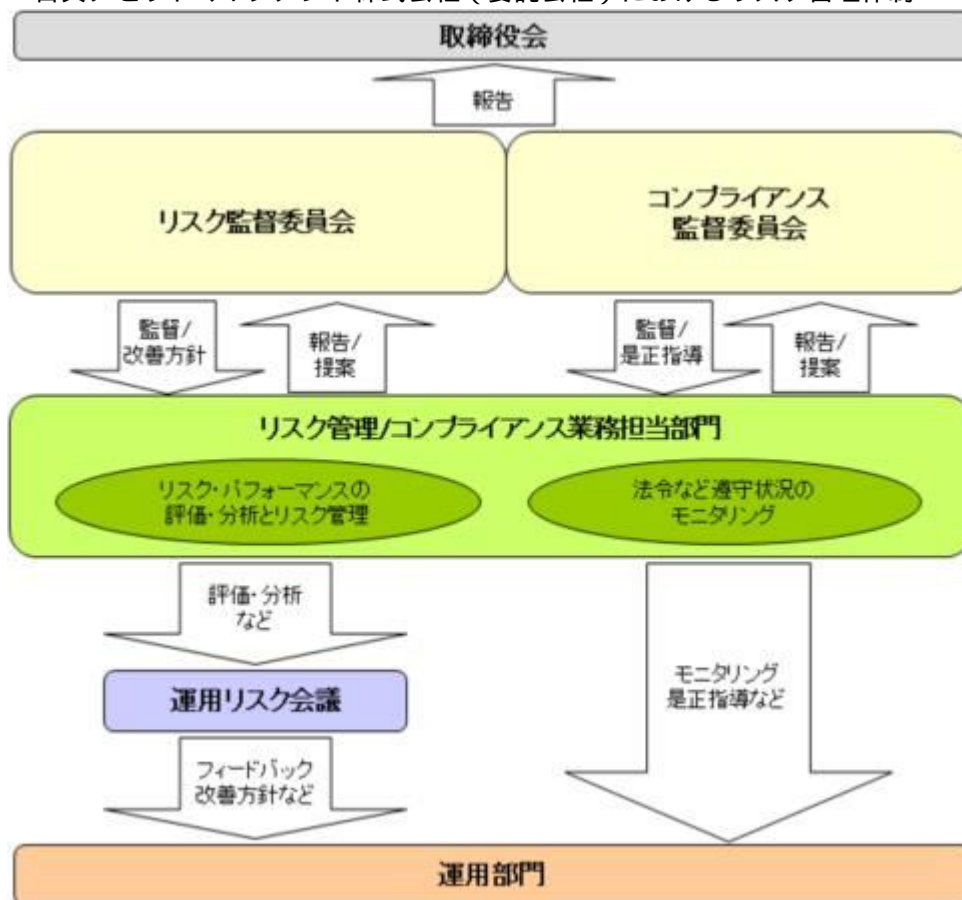 取締役会
報告
リスク監督委員会
コンプライアンス
監督委員会
監督/
改善方針
報告/
提案
監督/
是正指導
報告/
提案
リスク管理/コンプライアンス業務担当部門
リスク・パフォーマンスの
評価・分析とリスク管理
法令など遵守状況の
モニタリング
評価・分析
など
運用リスク会議
モニタリング
是正指導など
フィードバック
改善方針など
運用部門